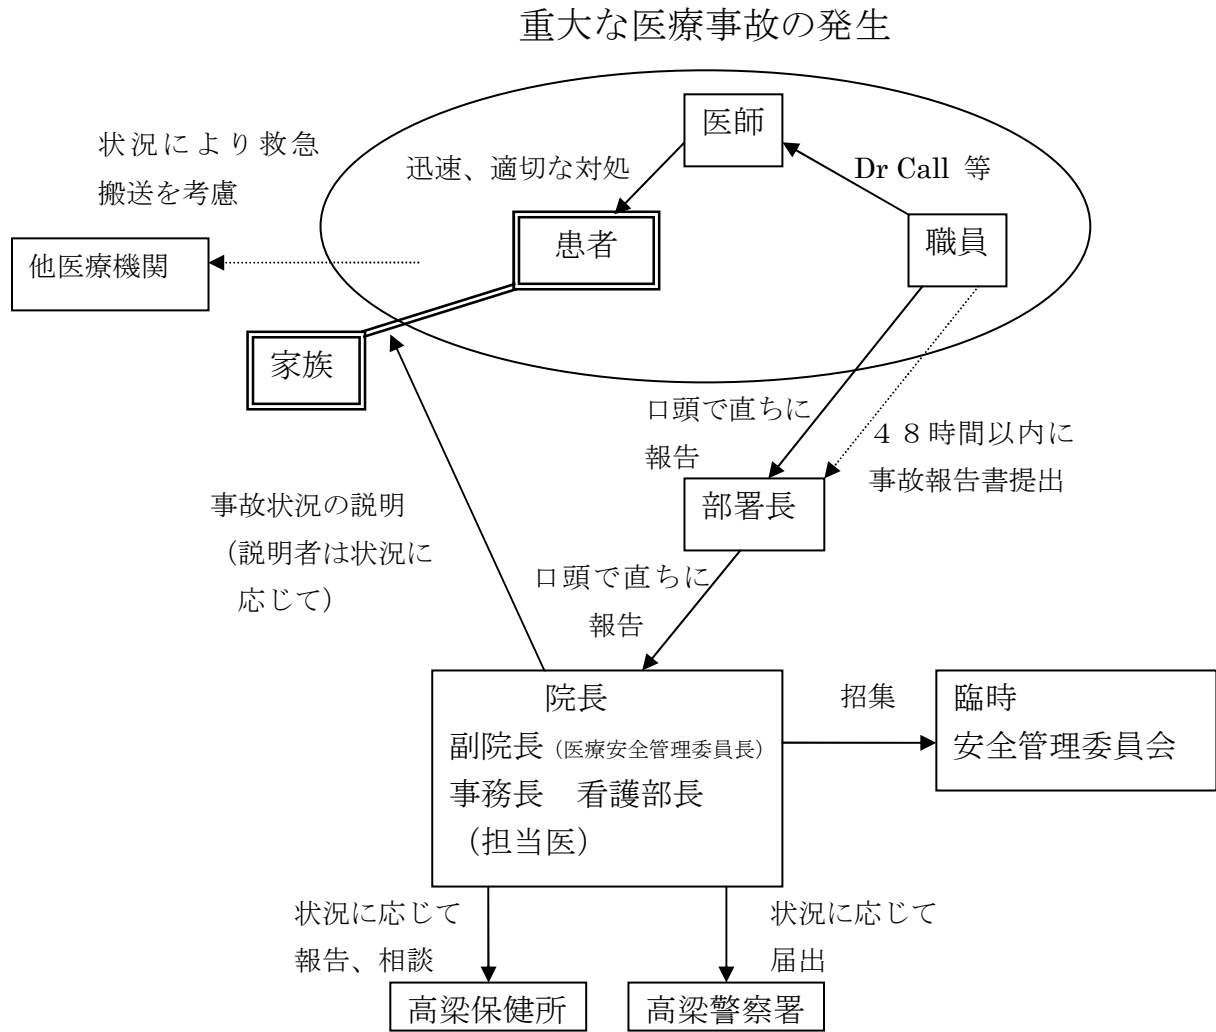 重大な医療事故の発生
医師
状況により救急
搬送を考慮
迅速、適切な対処
Dr Call 等
患者
職員
他医療機関
家族
口頭で直ちに
報告
４８時間以内に
事故報告書提出
部署長
事故状況の説明
（説明者は状況に
応じて）
口頭で直ちに
報告
院長
副院長（医療安全管理委員長）
事務長　看護部長
（担当医）
招集
臨時
安全管理委員会
状況に応じて
報告、相談
状況に応じて
届出
高梁保健所
高梁警察署